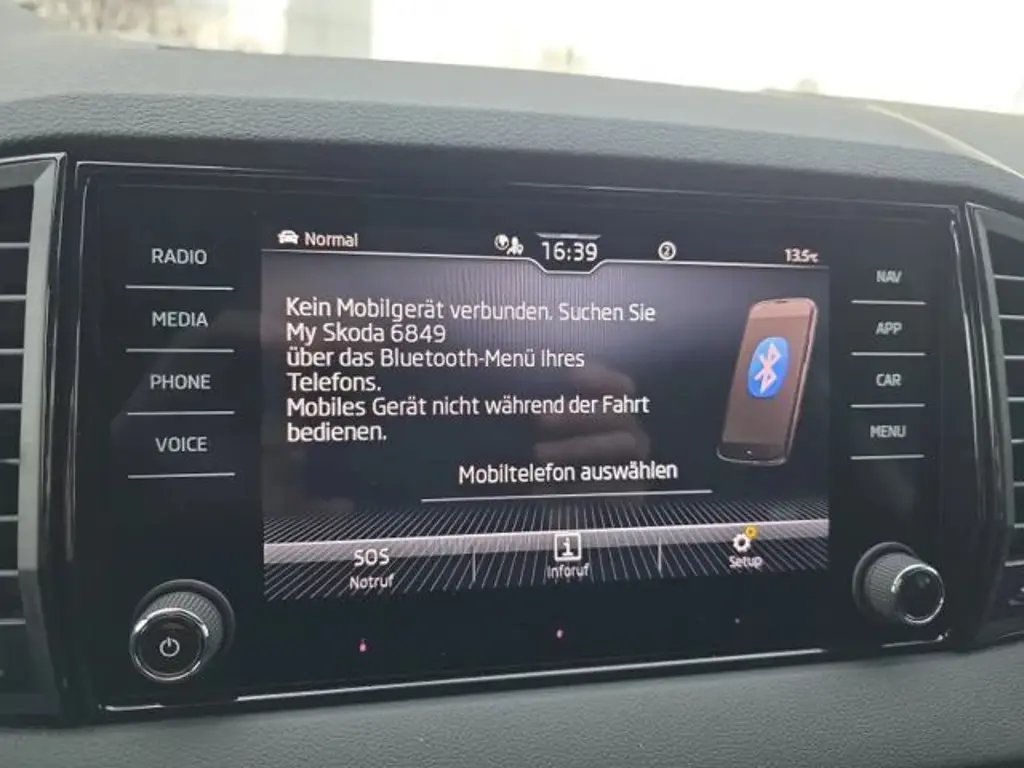 Normal
16:39
2
13.5°C
RADIO
MEDIA
PHONE
VOICE
Kein Mobilgerät verbunden. Suchen Sie
My Skoda 6849
über das Bluetooth-Menü Ihres
Telefons.
Mobiles Gerät nicht während der Fahrt
bedienen.
Mobiltelefon auswählen
SOS
Notruf
i
Inforuf
Setup
NAV
APP
CAR
MENU